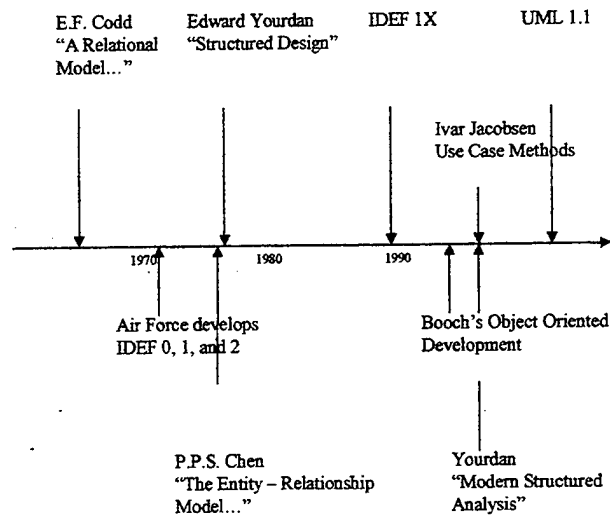 E.F. Codd
“A Relational
Model...”
Edward Yourdan
“Structured Design”
IDEF 1X
UML 1.1
Ivar Jacobsen
Use Case Methods
1970
1980
1990
Air Force develops
IDEF 0, 1, and 2
Booch's Object Oriented
Development
P.P.S. Chen
“The Entity – Relationship
Model...”
Yourdan
“Modern Structured
Analysis”